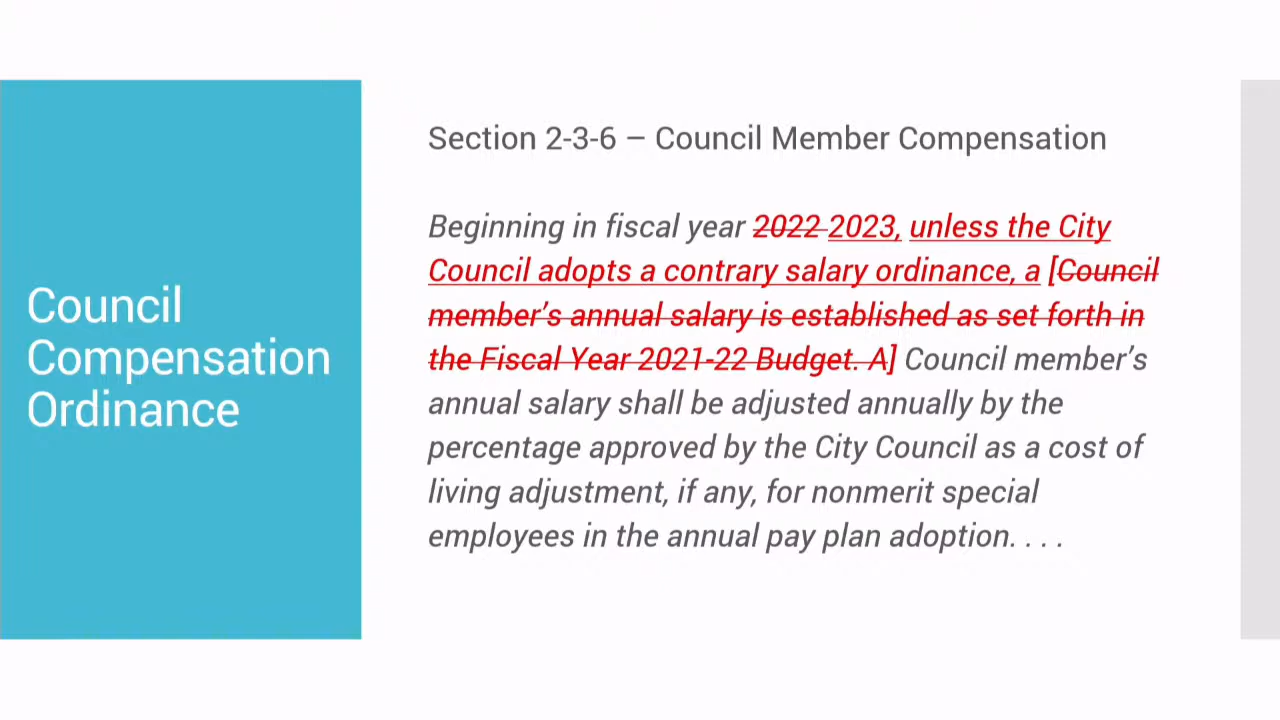 Council
Compensation
Ordinance
Section 2-3-6 – Council Member Compensation
Beginning in fiscal year 2022 2023, unless the City
Council adopts a contrary salary ordinance, a [Council
member’s annual salary is established as set forth in
the Fiscal Year 2021-22 Budget. A] Council member’s
annual salary shall be adjusted annually by the
percentage approved by the City Council as a cost of
living adjustment, if any, for nonmerit special
employees in the annual pay plan adoption. . . .